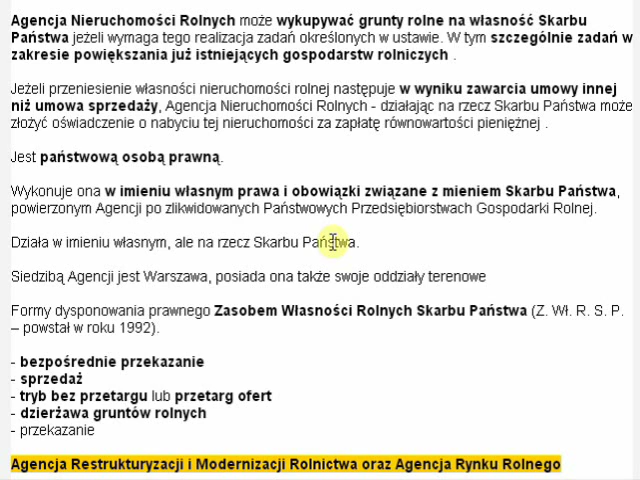 Agencja Nieruchomości Rolnych może wykupywać grunty rolne na własność Skarbu
Państwa jeżeli wymaga tego realizacja zadań określonych w ustawie. W tym szczególnie zadań w
zakresie powiększania już istniejących gospodarstw rolniczych .
Jeżeli przeniesienie własności nieruchomości rolnej następuje w wyniku zawarcia umowy innej
niż umowa sprzedaży, Agencja Nieruchomości Rolnych - działając na rzecz Skarbu Państwa może
złożyć oświadczenie o nabyciu tej nieruchomości za zapłatę równowartości pieniężnej .
Jest państwową osobą prawną.
Wykonuje ona w imieniu własnym prawa i obowiązki związane z mieniem Skarbu Państwa,
powierzonym Agencji po zlikwidowanych Państwowych Przedsiębiorstwach Gospodarki Rolnej.
Działa w imieniu własnym, ale na rzecz Skarbu Państwa.
Siedzibą Agencji jest Warszawa, posiada ona także swoje oddziały terenowe
Formy dysponowania prawnego Zasobem Własności Rolnych Skarbu Państwa (Z. Wł. R. S. P.
– powstał w roku 1992).
- bezpośrednie przekazanie
- sprzedaż
- tryb bez przetargu lub przetarg ofert
- dzierżawa gruntów rolnych
- przekazanie
Agencja Restrukturyzacji i Modernizacji Rolnictwa oraz Agencja Rynku Rolnego